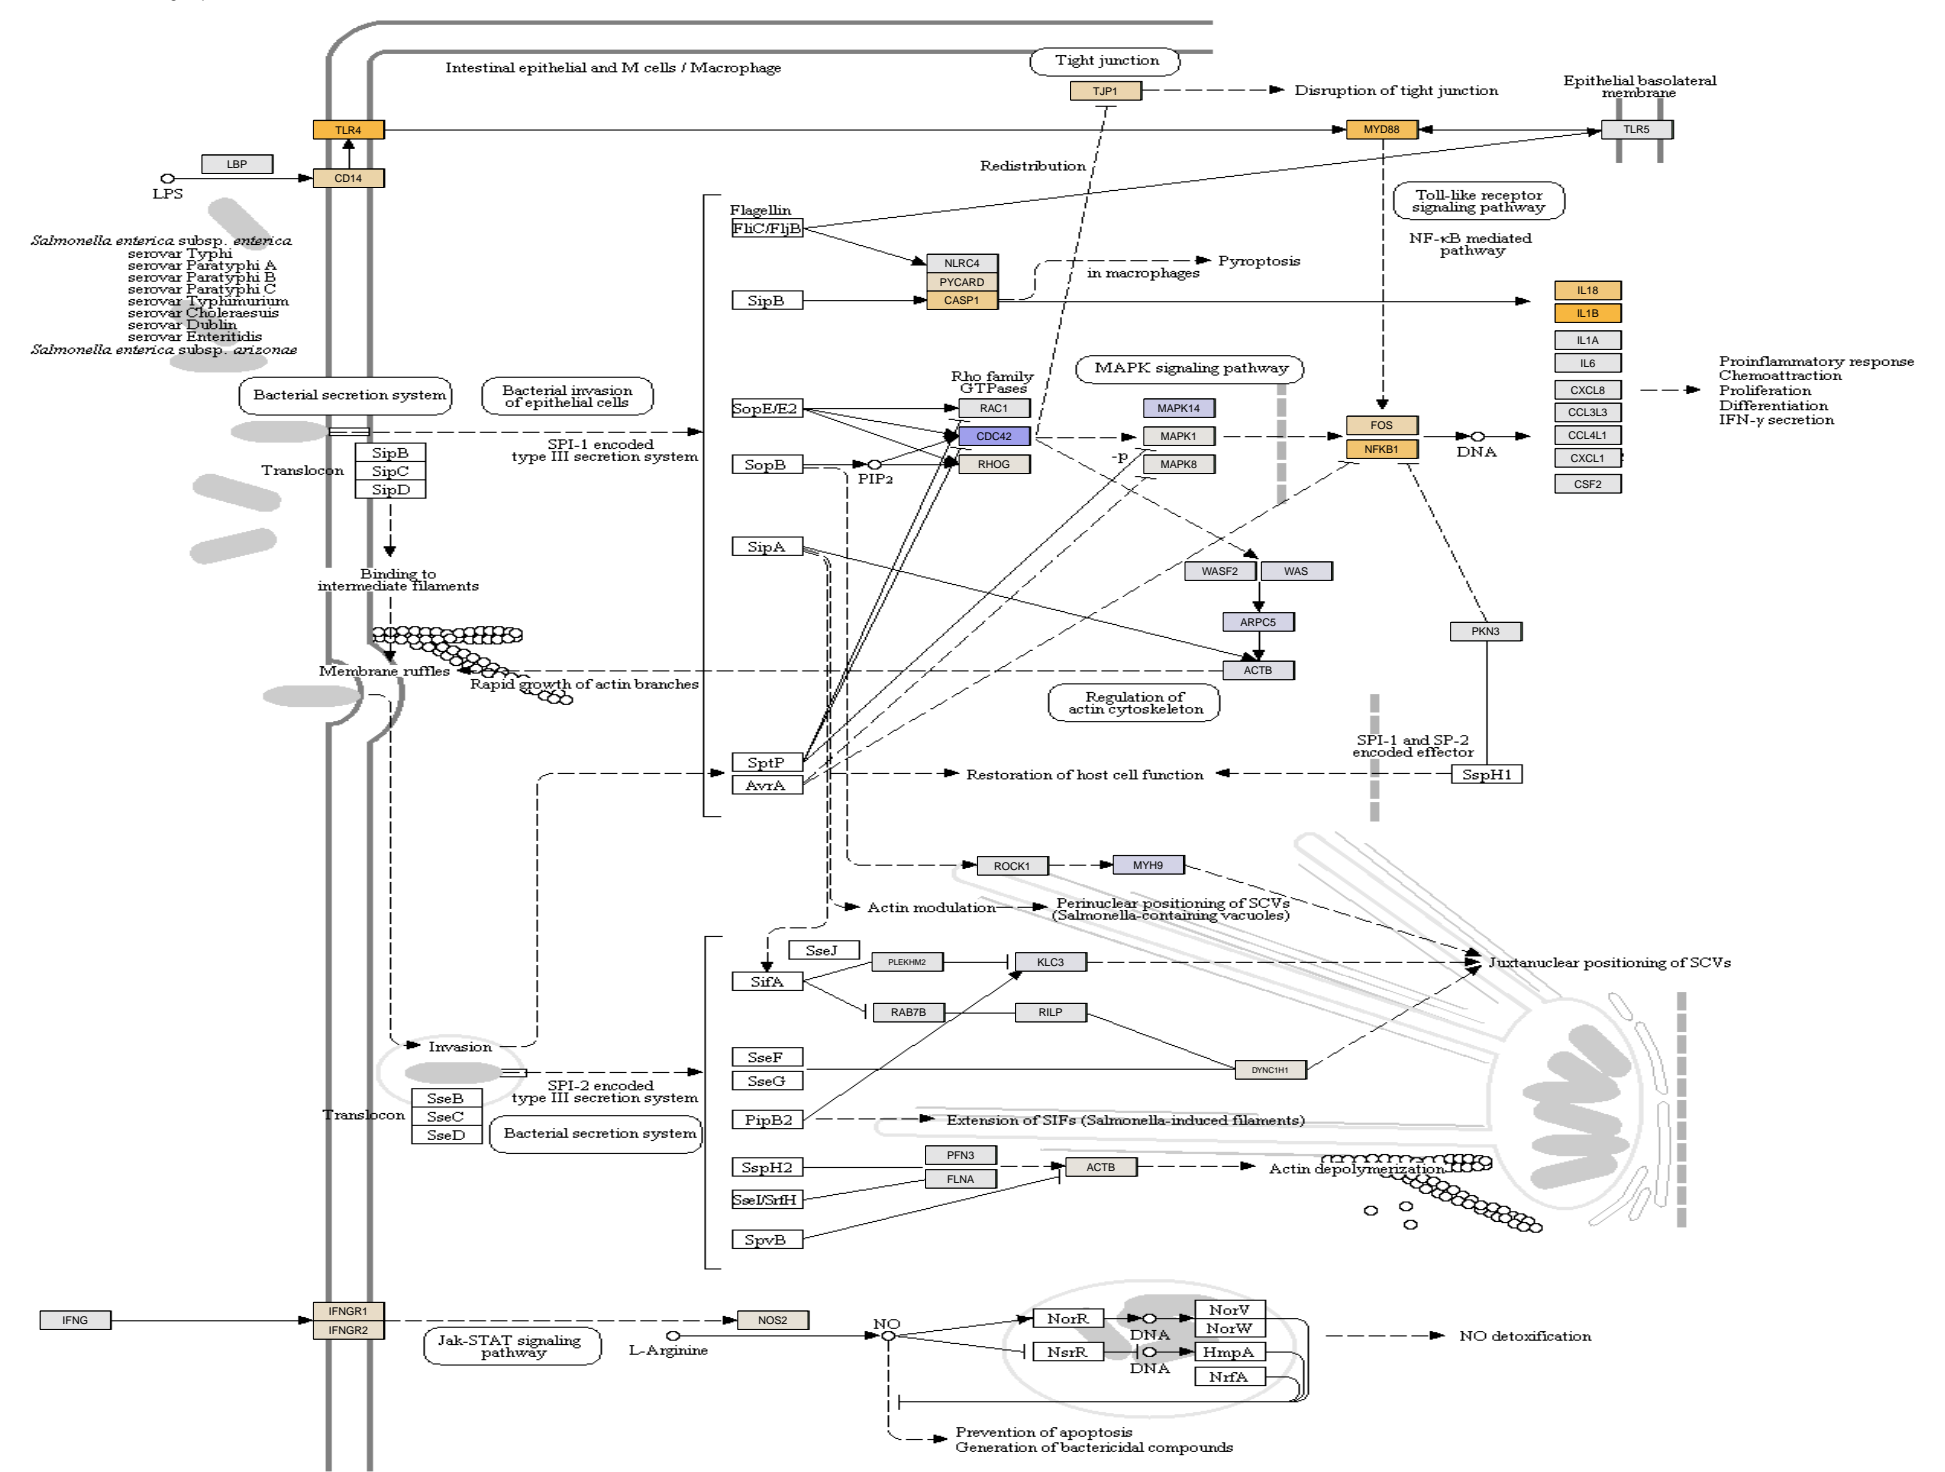 Intestinal epithelial and M cells / Macrophage
Tight junction
TJP1
Disruption of tight junction
Epithelial basolateral
membrane
TLR4
MYD88
TLR5
LBP
CD14
LPS
Redistribution
Toll-like receptor
signaling pathway
NF-κB mediated
pathway
Salmonella enterica subsp. enterica
serovar Typhi
serovar Paratyphi A
serovar Paratyphi B
serovar Paratyphi C
serovar Typhimurium
serovar Choleraesuis
serovar Dublin
serovar Enteritidis
Salmonella enterica subsp. arizonae
Flagellin
FliC/FljB
NLRC4
PYCARD
CASP1
in macrophages
Pyroptosis
SipB
IL18
IL1B
IL1A
IL6
CXCL8
CCL3L3
CCL4L1
CXCL1
CSF2
Proinflammatory response
Chemoattraction
Proliferation
Differentiation
IFN-γ secretion
Bacterial secretion system
Bacterial invasion
of epithelial cells
Rho family
GTPases
MAPK signaling pathway
SopE/E2
RAC1
MAPK14
CDC42
MAPK1
FOS
NFKB1
DNA
SPI-1 encoded
type III secretion system
SopB
PIP2
RHOG
-p
MAPK8
Translocon
SipB
SipC
SipD
SipA
Binding to
intermediate filaments
WASF2
WAS
ARPC5
ACTB
PKN3
Membrane ruffles
Rapid growth of actin branches
Regulation of
actin cytoskeleton
SPI-1 and SP-2
encoded effector
SptP
AvrA
Restoration of host cell function
SspH1
ROCK1
MYH9
Actin modulation
Perinuclear positioning of SCVs
(Salmonella-containing vacuoles)
SseJ
SifA
PLEKHM2
KLC3
Juxtanuclear positioning of SCVs
RAB7B
RILP
Invasion
SseF
SseG
DYNC1H1
SPI-2 encoded
type III secretion system
Translocon
SseB
SseC
SseD
Bacterial secretion system
PipB2
Extension of SIFs (Salmonella-induced filaments)
SspH2
PFN3
FLNA
ACTB
Actin depolymerization
SseI/SrfH
SpvB
IFNG
IFNGR1
IFNGR2
Jak-STAT signaling
pathway
NOS2
L-Arginine
NO
NorR
DNA
NorV
NorW
NsrR
DNA
HmpA
NrfA
NO detoxification
Prevention of apoptosis
Generation of bactericidal compounds